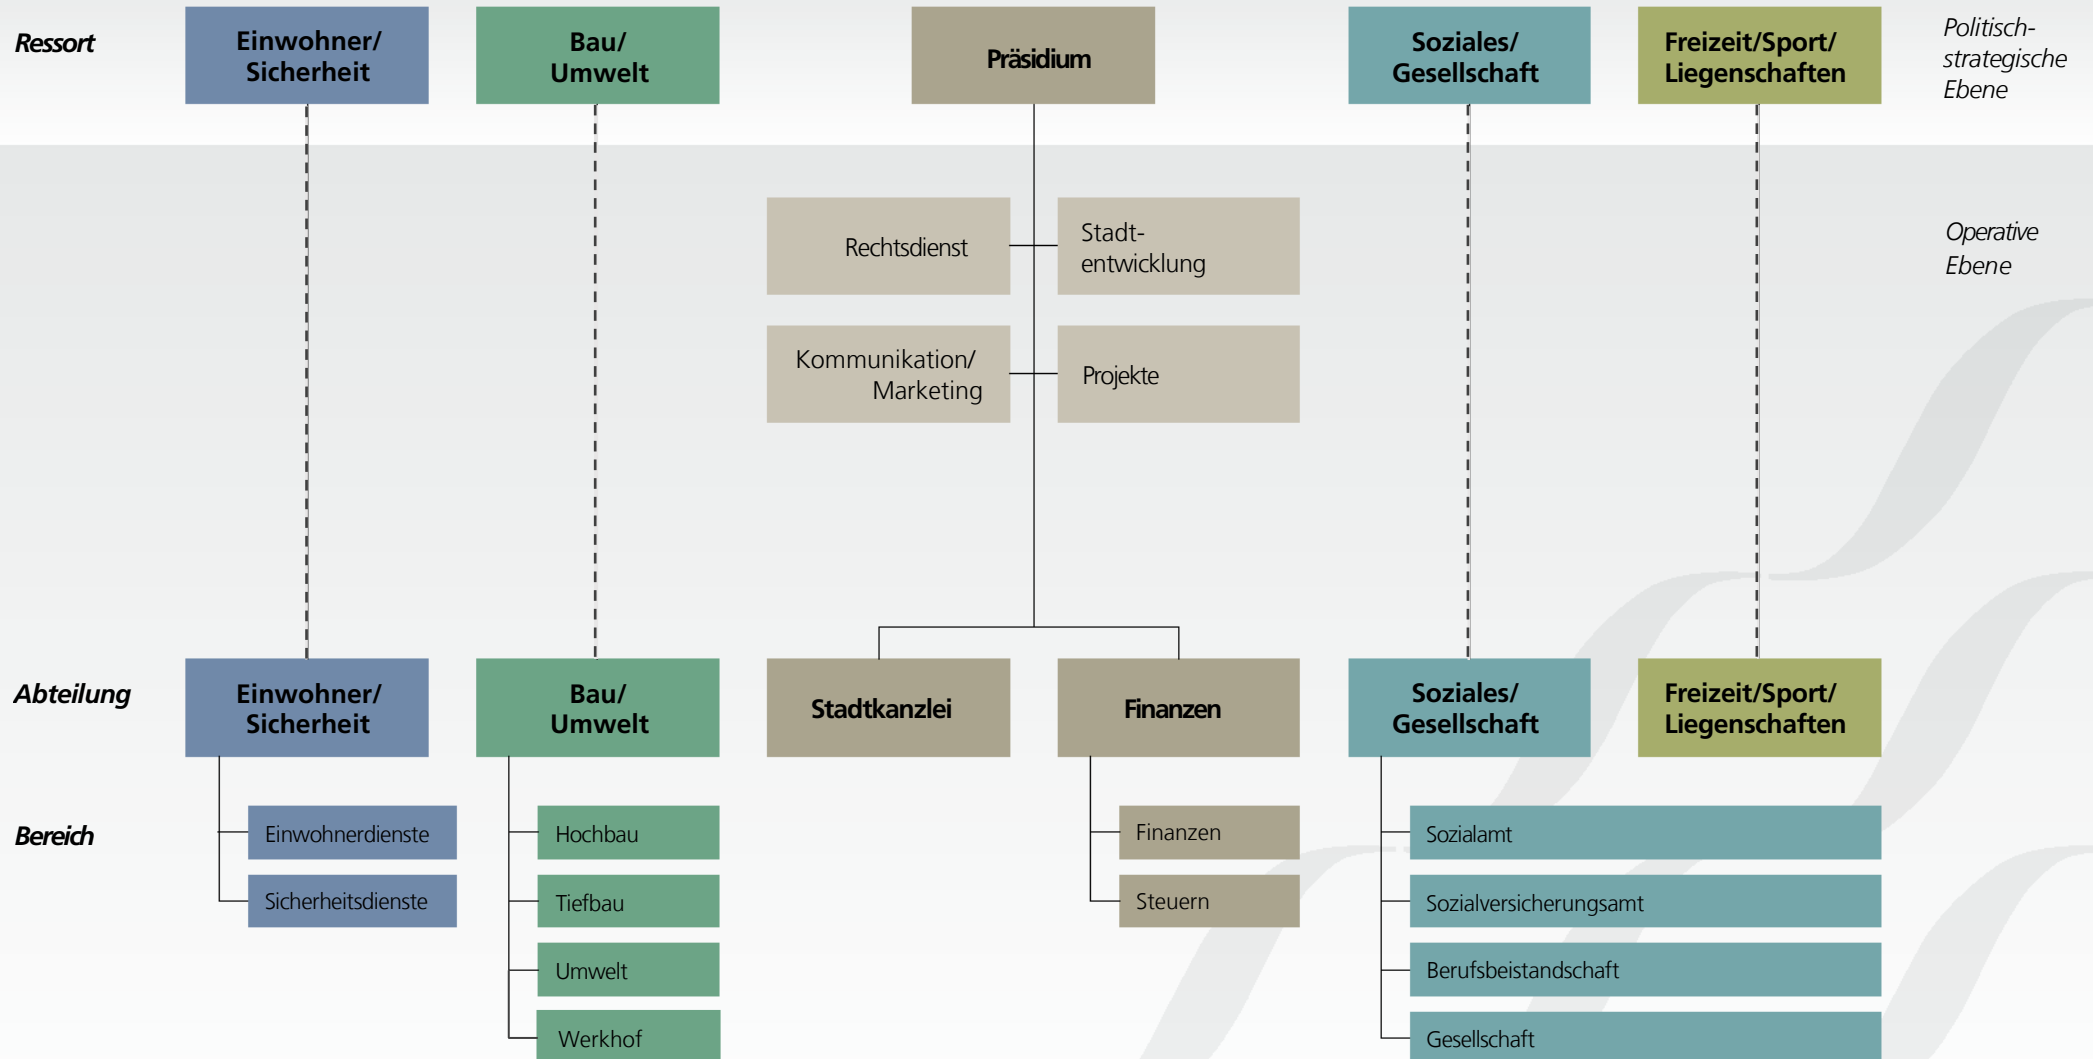 Ressort
Einwohner/
Sicherheit
Bau/
Umwelt
Präsidium
Soziales/
Gesellschaft
Freizeit/Sport/
Liegenschaften
Politisch-
strategische
Ebene
Rechtsdienst
Stadt-
entwicklung
Operative
Ebene
Kommunikation/
Marketing
Projekte
Abteilung
Einwohner/
Sicherheit
Bau/
Umwelt
Stadtkanzlei
Finanzen
Soziales/
Gesellschaft
Freizeit/Sport/
Liegenschaften
Bereich
Einwohnerdienste
Sicherheitsdienste
Hochbau
Tiefbau
Umwelt
Werkhof
Finanzen
Steuern
Sozialamt
Sozialversicherungsamt
Berufsbeistandschaft
Gesellschaft